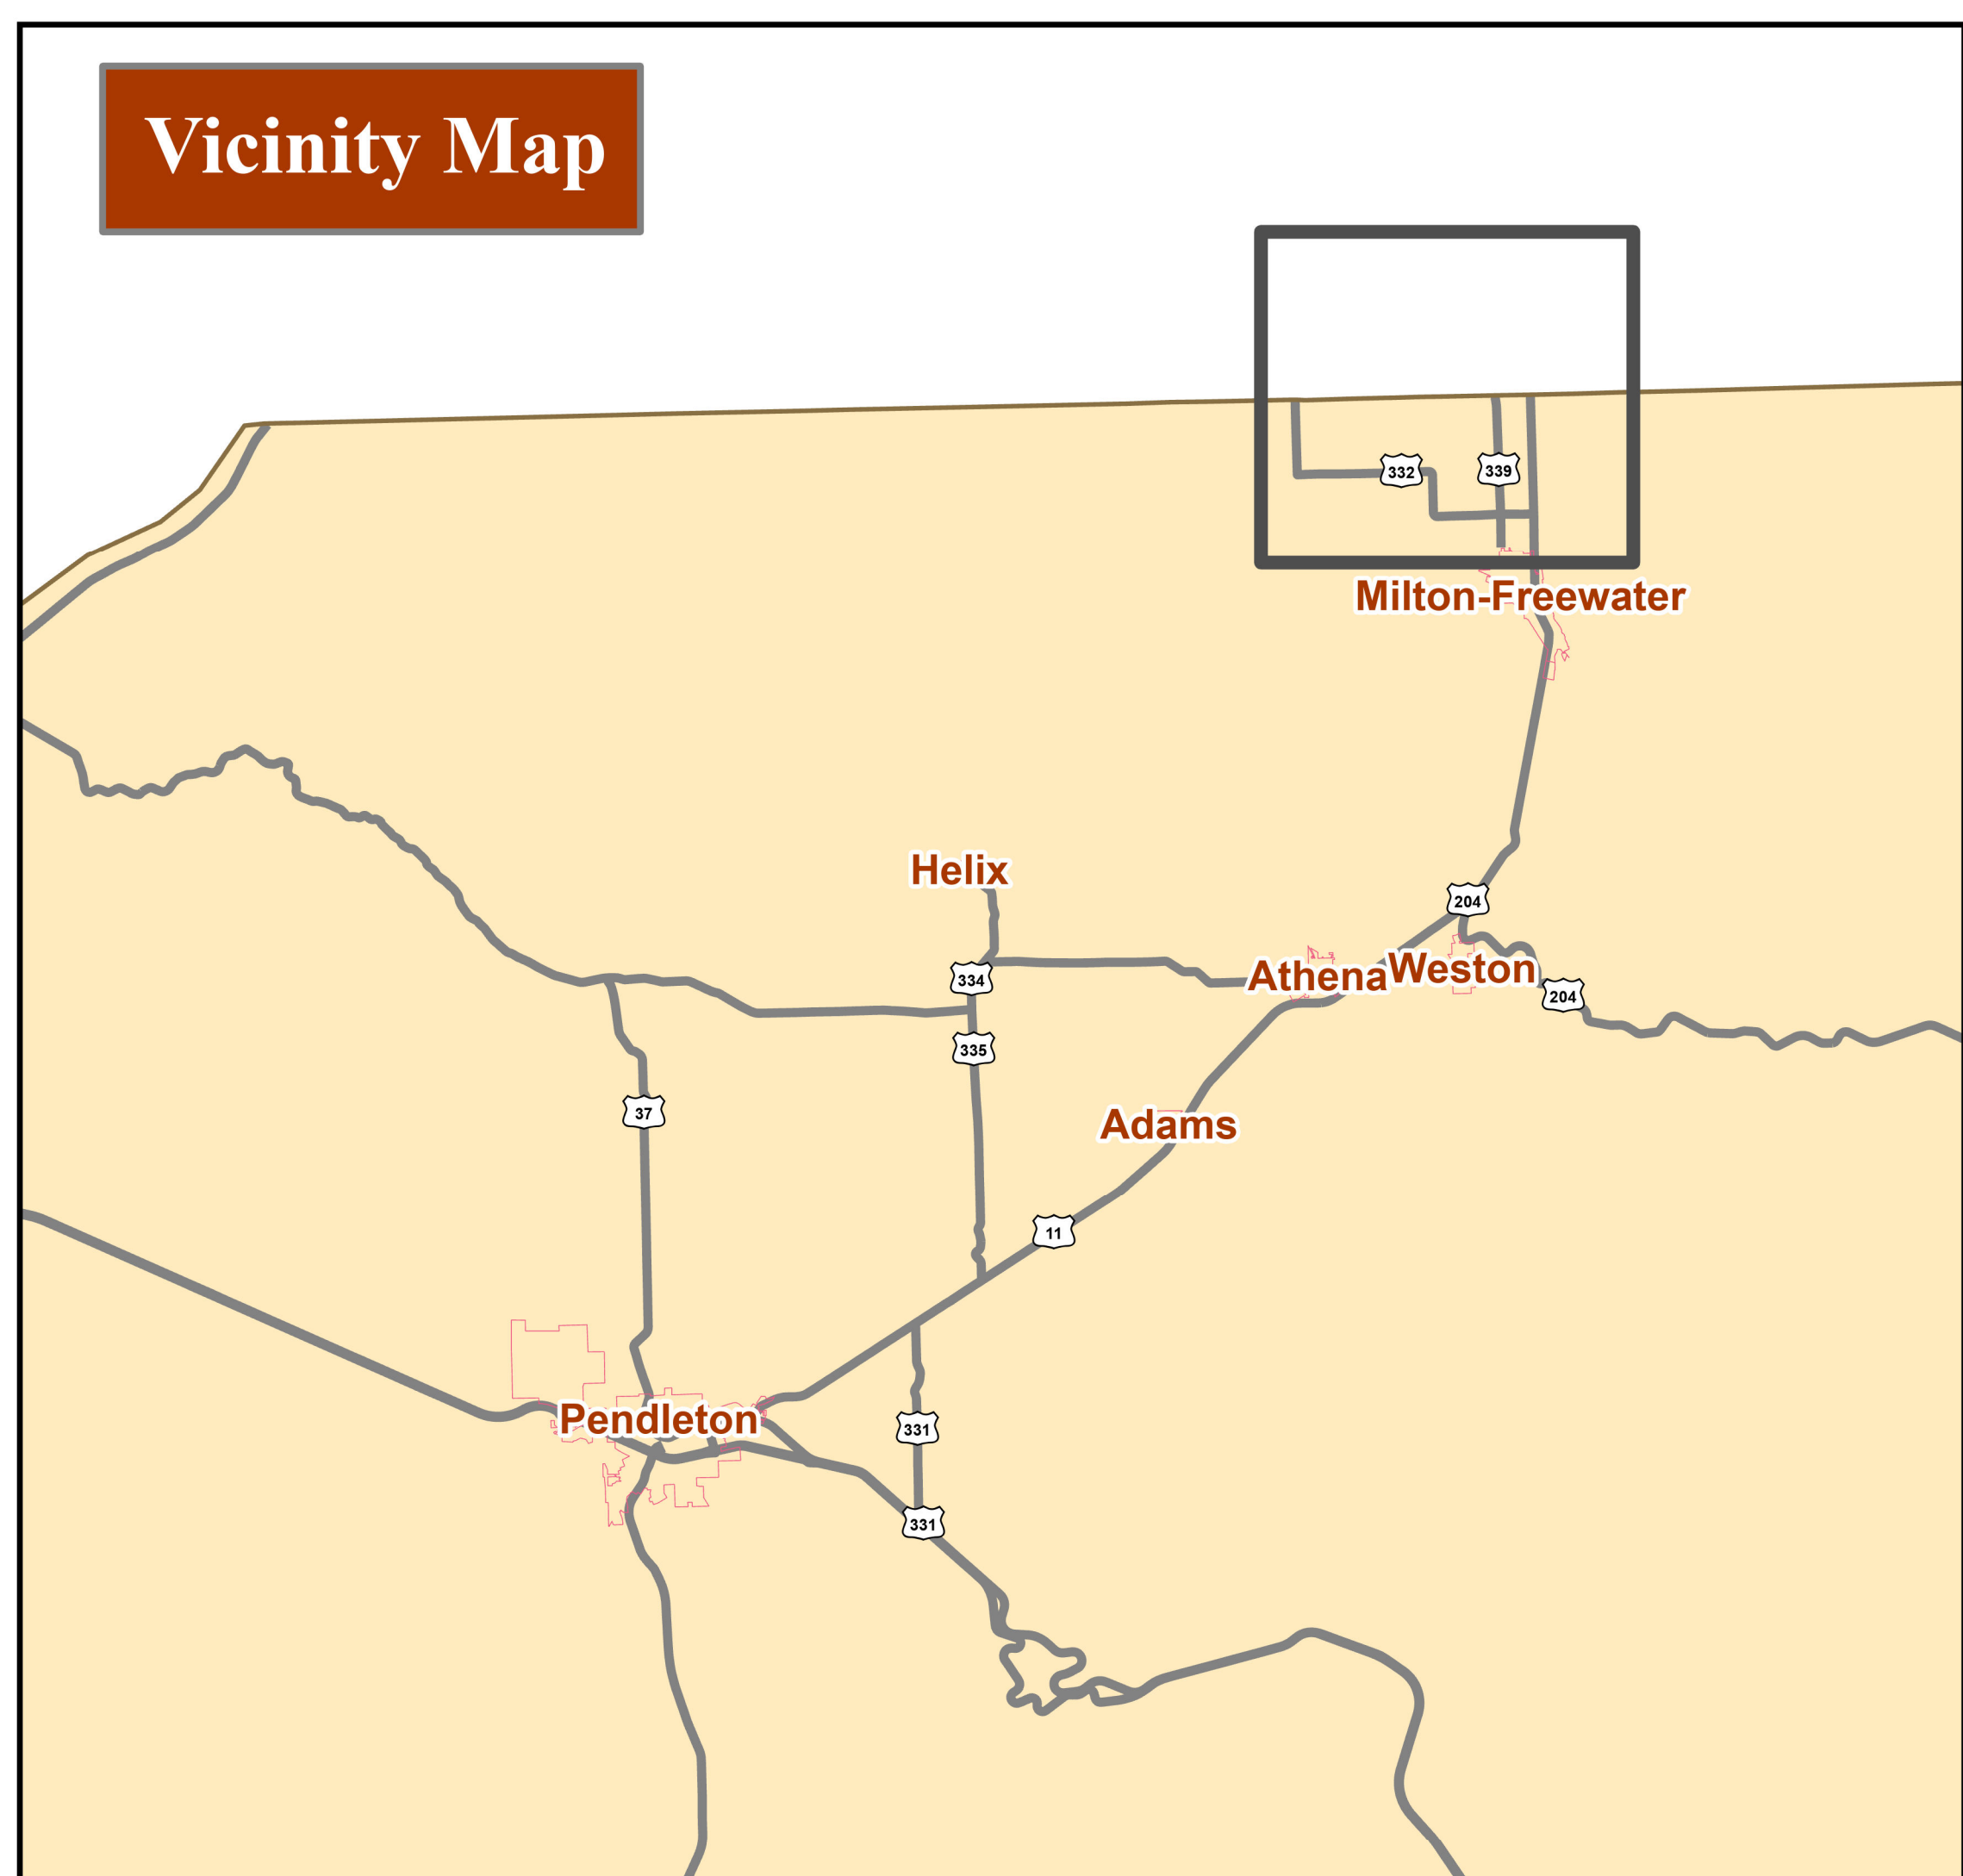 Vicinity Map
332
339
Milton-Freewater
Helix
204
334
Athena
Weston
204
335
37
Adams
11
Pendleton
331
331